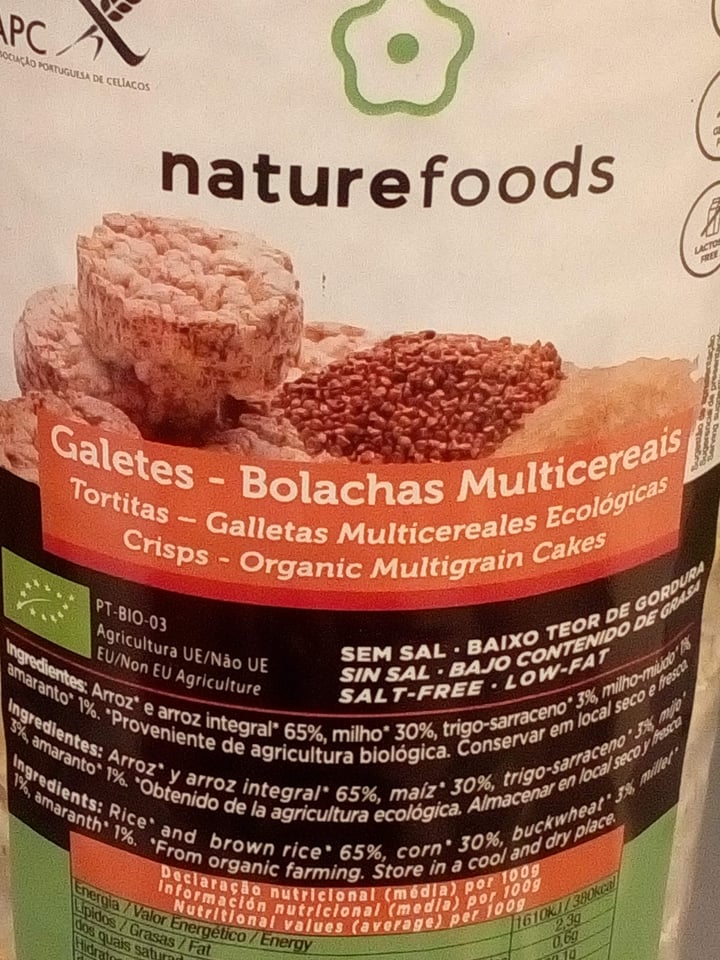 APC
ASSOCIAÇÃO PORTUGUESA DE CELÍACOS
naturefoods
LACTOSE
FREE
Galetes - Bolachas Multicereais
Tortitas – Galletas Multicereales Ecológicas
Crisps - Organic Multigrain Cakes
PT-BIO-03
Agricultura UE/Não UE
EU/Non EU Agriculture
SEM SAL · BAIXO TEOR DE GORDURA
SIN SAL · BAJO CONTENIDO DE GRASA
SALT-FREE · LOW-FAT
Ingredientes: Arroz* e arroz integral* 65%, milho* 30%, trigo-sarraceno* 3%, milho-miúdo* 1%
amaranto* 1%. *Proveniente de agricultura biológica. Conservar em local seco e fresco.
Ingredientes: Arroz* y arroz integral* 65%, maíz* 30%, trigo-sarraceno* 3%, mijo*
3%, amaranto* 1%. *Obtenido de la agricultura ecológica. Almacenar en local seco y fresco.
Ingredients: Rice* and brown rice* 65%, corn* 30%, buckwheat* 3%, millet*
1%, amaranth* 1%. *From organic farming. Store in a cool and dry place.
Declaração nutricional (média) por 100g
Información nutricional (media) por 100g
Nutritional values (average) per 100g
Energia / Valor Energético / Energy 1610kJ / 380kcal
Lípidos / Grasas / Fat 2,3g
dos quais 0,6g